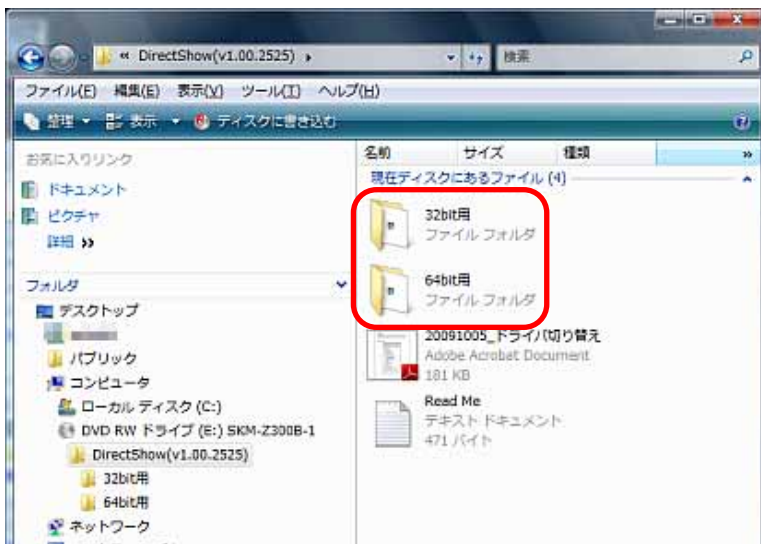 « DirectShow(v1.00.2525)
検索
ファイル(F) 編集(E) 表示(V) ツール(T) ヘルプ(H)
整理 表示 ディスクに書き込む
お気に入りリンク
ドキュメント
ピクチャ
詳細 »
フォルダ
デスクトップ
パブリック
コンピュータ
ローカル ディスク (C:)
DVD RW ドライブ (E:) SKM-Z300B-1
DirectShow(v1.00.2525)
32bit用
64bit用
ネットワーク
名前 サイズ 種類 »
現在ディスクにあるファイル (4)
32bit用
ファイル フォルダ
64bit用
ファイル フォルダ
20091005_ドライバ切り替え
Adobe Acrobat Document
181 KB
Read Me
テキスト ドキュメント
471 バイト